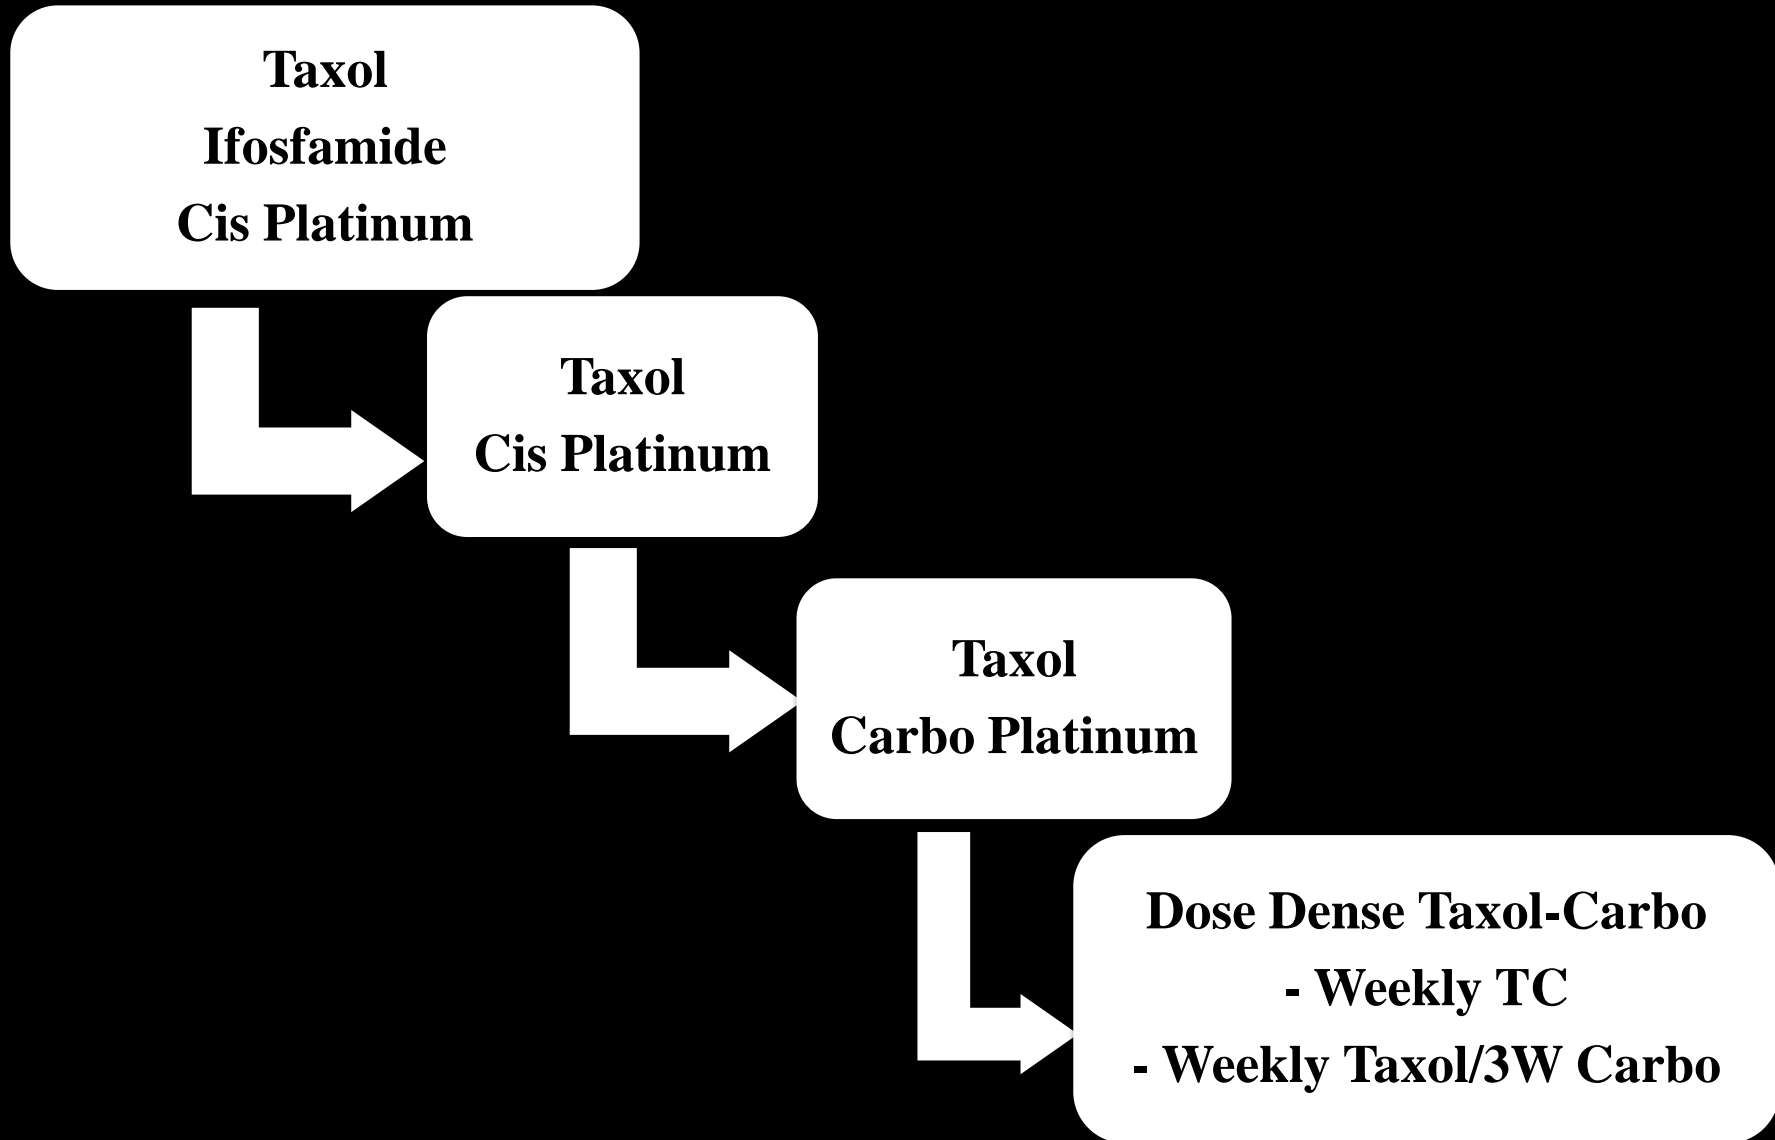 Taxol
Ifosfamide
Cis Platinum
Taxol
Cis Platinum
Taxol
Carbo Platinum
Dose Dense Taxol-Carbo
- Weekly TC
- Weekly Taxol/3W Carbo